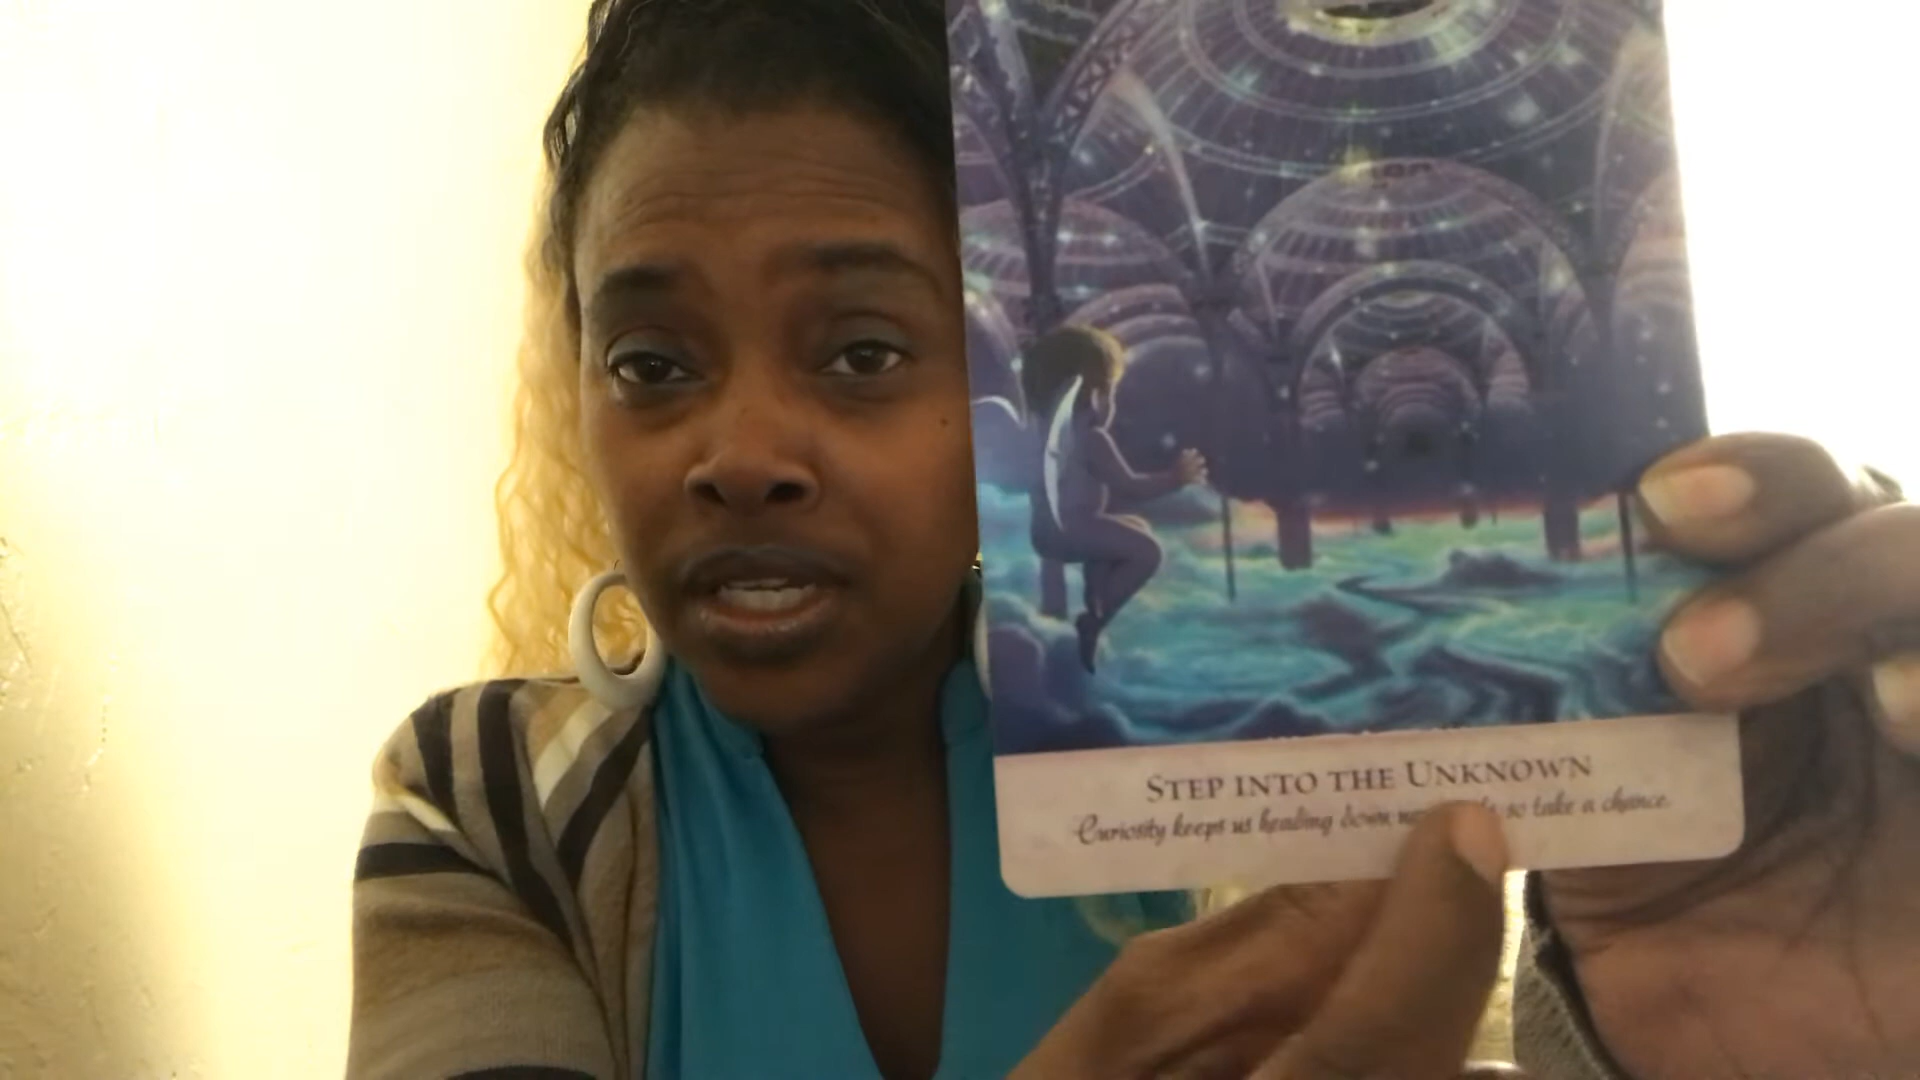 STEP INTO THE UNKNOWN
Curiosity keeps us heading down so take a chance.